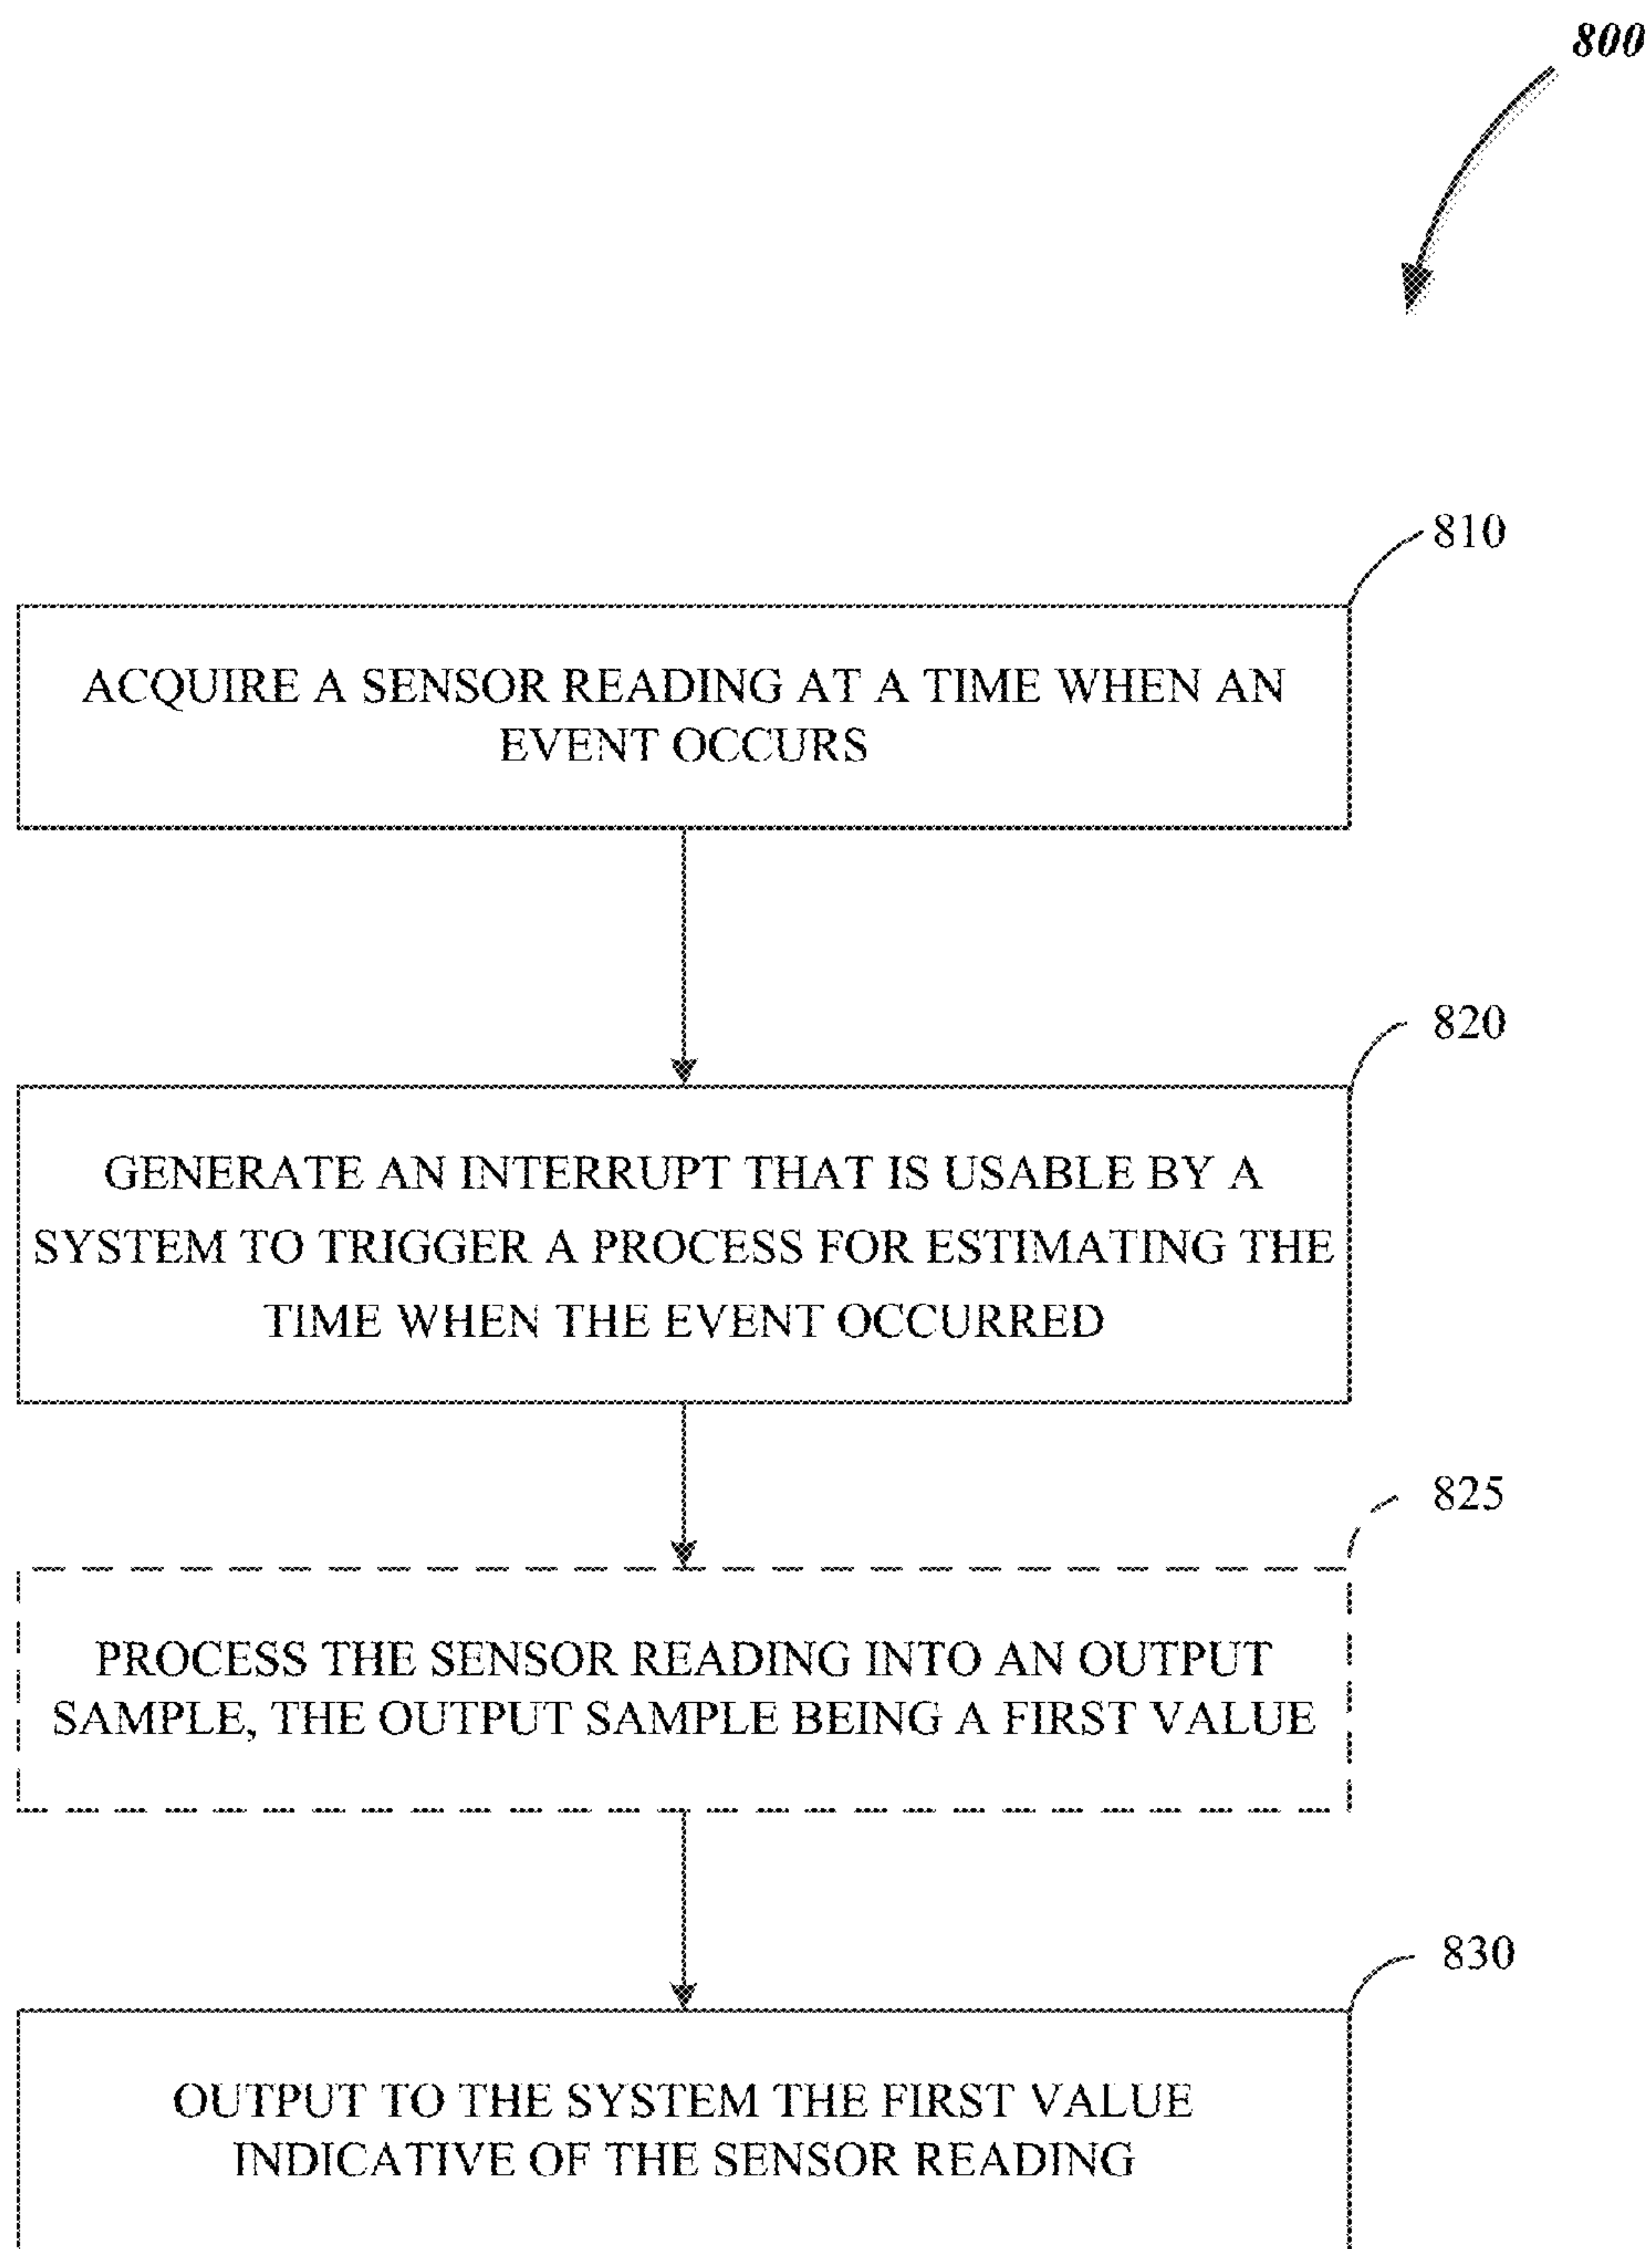 800
810
ACQUIRE A SENSOR READING AT A TIME WHEN AN
EVENT OCCURS
820
GENERATE AN INTERRUPT THAT IS USABLE BY A
SYSTEM TO TRIGGER A PROCESS FOR ESTIMATING THE
TIME WHEN THE EVENT OCCURRED
825
PROCESS THE SENSOR READING INTO AN OUTPUT
SAMPLE, THE OUTPUT SAMPLE BEING A FIRST VALUE
830
OUTPUT TO THE SYSTEM THE FIRST VALUE
INDICATIVE OF THE SENSOR READING